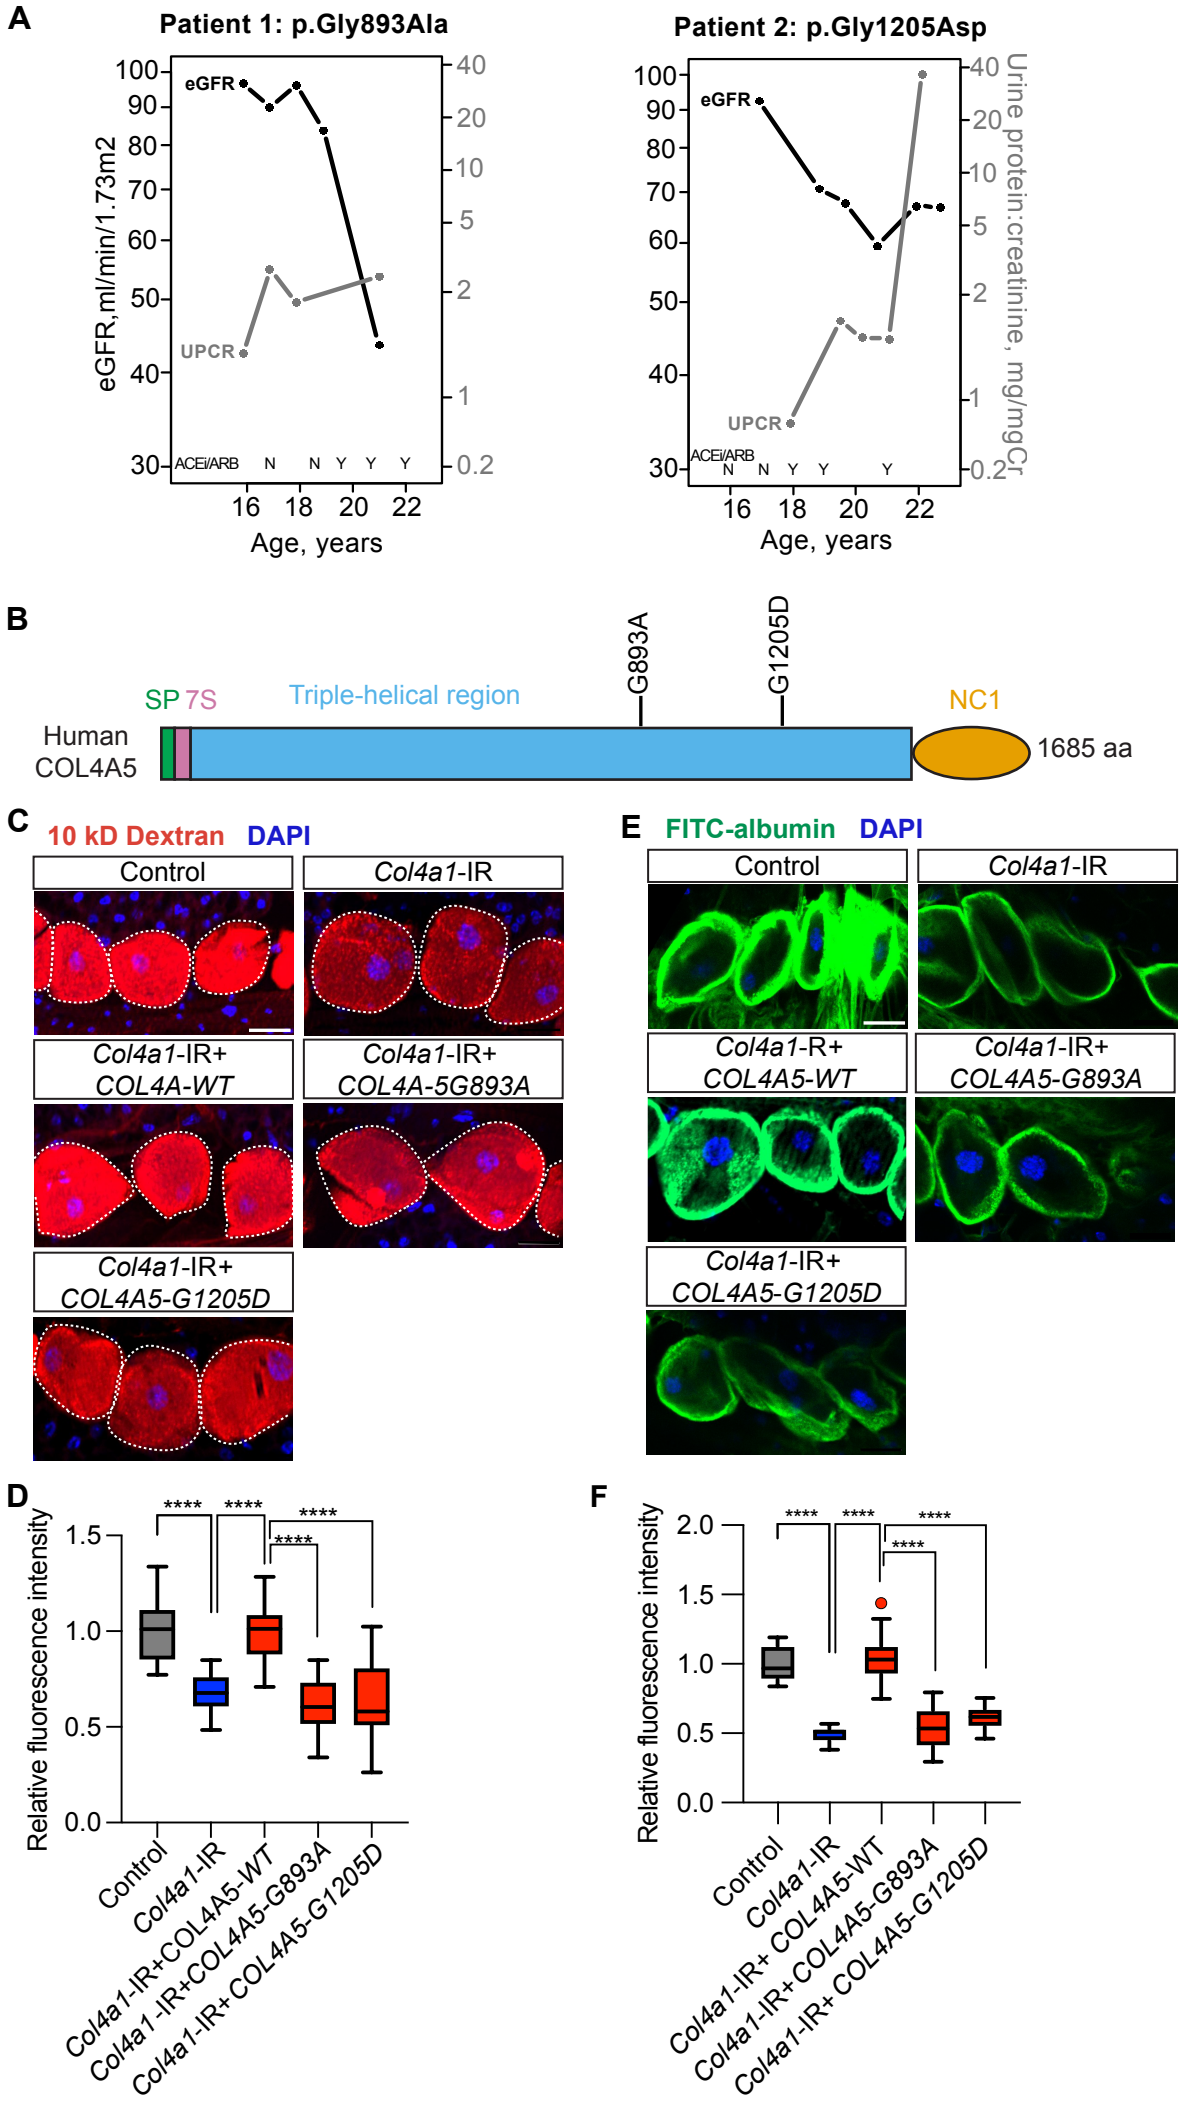 A
Patient 1: p.Gly893Ala
Patient 2: p.Gly1205Asp
eGFR,ml/min/1.73m2
100
90
80
70
60
50
40
30
40
20
10
5
2
1
0.2
eGFR
UPCR
ACEi/ARB N N Y Y Y
16 18 20 22
Age, years
100
90
80
70
60
50
40
30
40
20
10
5
2
1
0.2
Urine protein:creatinine, mg/mgCr
eGFR
UPCR
ACEi/ARB
N N Y Y Y
16 18 20 22
Age, years
B
G893A
G1205D
SP 7S
Triple-helical region
NC1
Human
COL4A5
1685 aa
C
10 kD Dextran DAPI
Control
Col4a1-IR
Col4a1-IR+
COL4A-WT
Col4a1-IR+
COL4A-5G893A
Col4a1-IR+
COL4A5-G1205D
E
FITC-albumin DAPI
Control
Col4a1-IR
Col4a1-R+
COL4A5-WT
Col4a1-IR+
COL4A5-G893A
Col4a1-IR+
COL4A5-G1205D
D
Relative fluorescence intensity
1.5
1.0
0.5
0.0
**** **** ****
****
Control
Col4a1-IR
Col4a1-IR+COL4A5-WT
Col4a1-IR+COL4A5-G893A
Col4a1-IR+ COL4A5-G1205D
F
Relative fluorescence intensity
2.0
1.5
1.0
0.5
0.0
**** **** ****
****
Control
Col4a1-IR
Col4a1-IR+ COL4A5-WT
Col4a1-IR+ COL4A5-G893A
Col4a1-IR+ COL4A5-G1205D